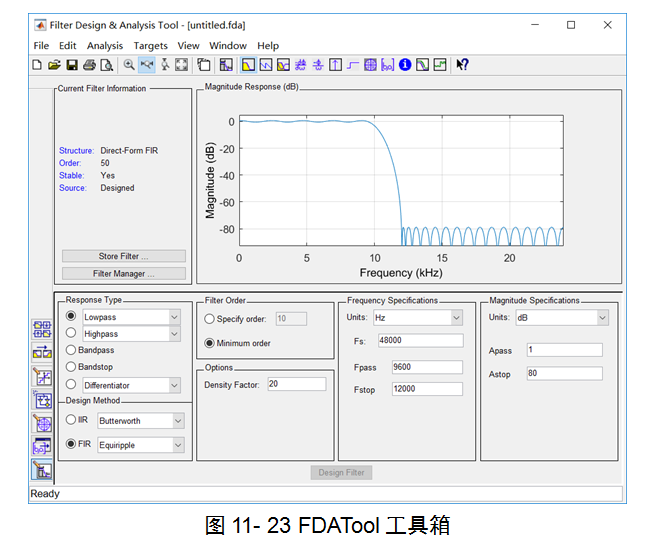 Filter Design & Analysis Tool - [untitled.fda]
File Edit Analysis Targets View Window Help
Current Filter Information
Structure: Direct-Form FIR
Order: 50
Stable: Yes
Source: Designed
Store Filter ...
Filter Manager ...
Magnitude Response (dB)
Magnitude (dB)
0
-20
-40
-60
-80
0 5 10 15 20
Frequency (kHz)
Response Type
Lowpass
Highpass
Bandpass
Bandstop
Differentiator
Design Method
IIR Butterworth
FIR Equiripple
Filter Order
Specify order: 10
Minimum order
Options
Density Factor: 20
Frequency Specifications
Units: Hz
Fs: 48000
Fpass 9600
Fstop 12000
Magnitude Specifications
Units: dB
Apass 1
Astop 80
Design Filter
Ready
图 11- 23 FDATool 工具箱